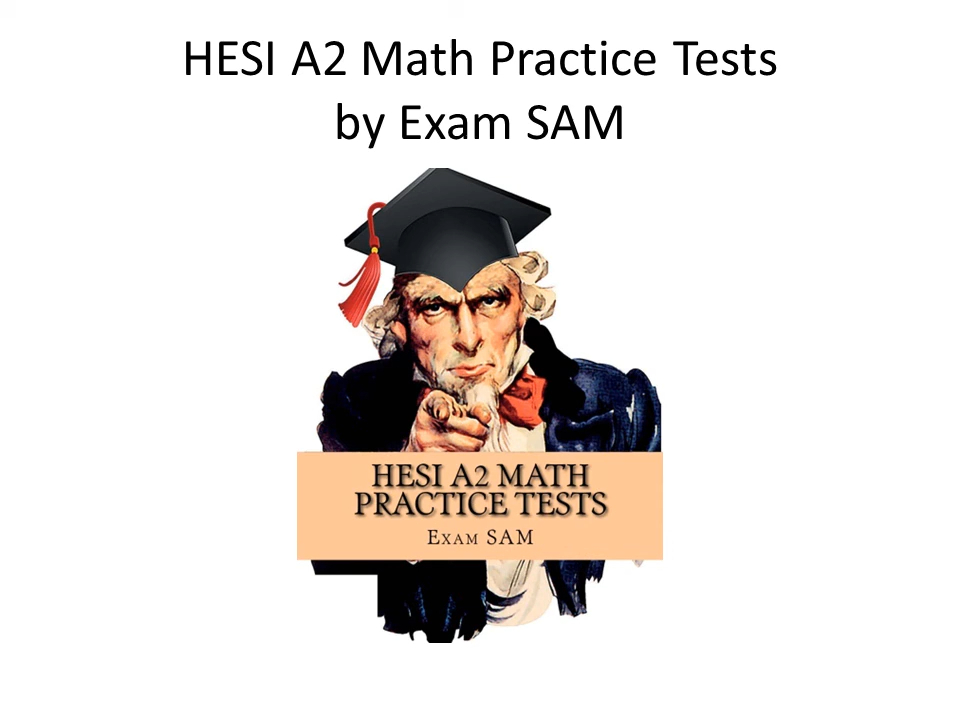 HESI A2 Math Practice Tests
by Exam SAM
HESI A2 MATH
PRACTICE TESTS
Exam SAM